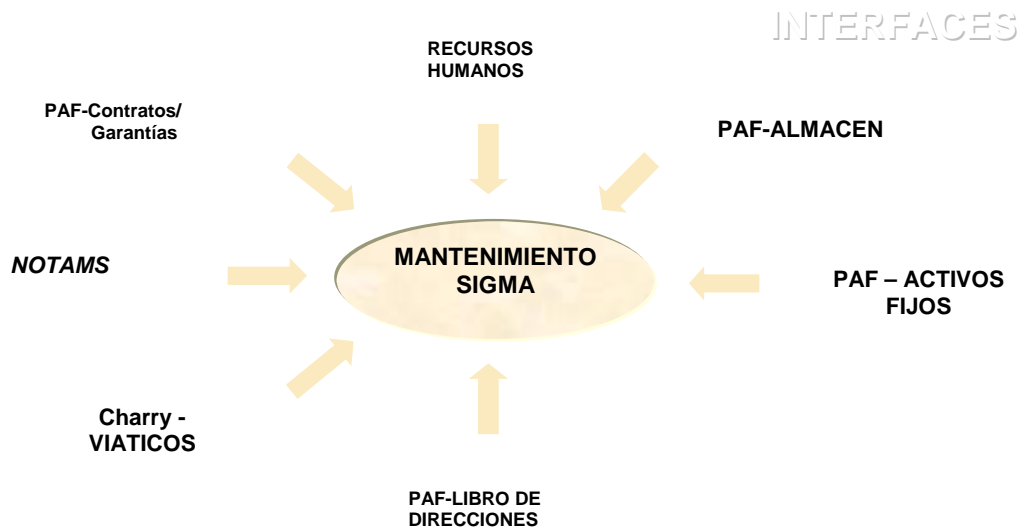 INTERFACES
RECURSOS
HUMANOS
PAF-Contratos/
Garantías
PAF-ALMACEN
NOTAMS
MANTENIMIENTO
SIGMA
PAF – ACTIVOS
FIJOS
Charry -
VIATICOS
PAF-LIBRO DE
DIRECCIONES